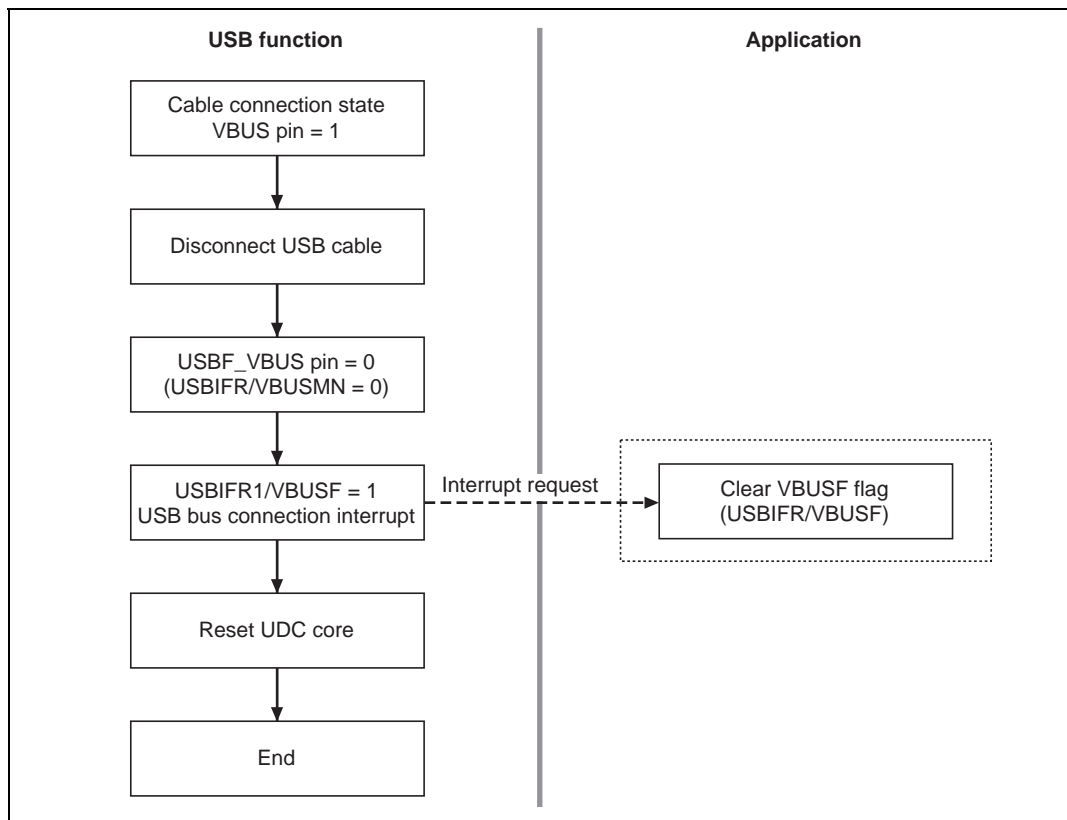 USB function
Application
Cable connection state
VBUS pin = 1
Disconnect USB cable
USBF_VBUS pin = 0
(USBIFR/VBUSMN = 0)
USBIFR1/VBUSF = 1
USB bus connection interrupt
Interrupt request
Clear VBUSF flag
(USBIFR/VBUSF)
Reset UDC core
End